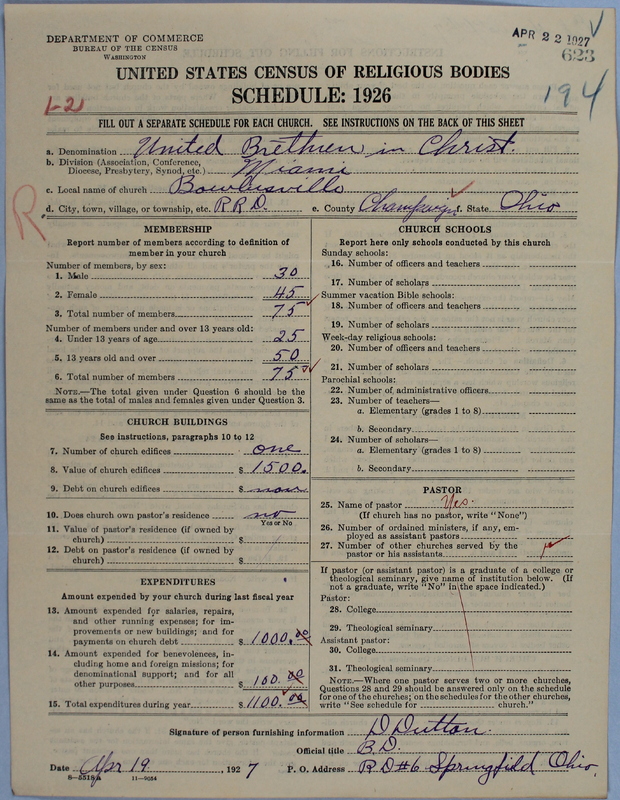 DEPARTMENT OF COMMERCE
BUREAU OF THE CENSUS
WASHINGTON
APR 22 1927
623
UNITED STATES CENSUS OF RELIGIOUS BODIES
SCHEDULE: 1926
1-21
194
FILL OUT A SEPARATE SCHEDULE FOR EACH CHURCH. SEE INSTRUCTIONS ON THE BACK OF THIS SHEET
a. Denomination United Brethren in Christ.
b. Division (Association, Conference, Diocese, Presbytery, Synod, etc.) Miami
c. Local name of church Bowlusville
d. City, town, village, or township, etc. R.R.D. e. County Champaign f. State Ohio
R
MEMBERSHIP
Report number of members according to definition of
member in your church
Number of members, by sex:
1. Male 30
2. Female 45
3. Total number of members 75
Number of members under and over 13 years old:
4. Under 13 years of age 25
5. 13 years old and over 50
6. Total number of members 75
NOTE.—The total given under Question 6 should be
same as the total of males and females given under Question 3.
CHURCH BUILDINGS
See instructions, paragraphs 10 to 12
7. Number of church edifices one
8. Value of church edifices $ 1500.
9. Debt on church edifices $ none
10. Does church own pastor's residence no
Yes or No
11. Value of pastor's residence (if owned by
church) $
12. Debt on pastor's residence (if owned by
church) $
EXPENDITURES
Amount expended by your church during last fiscal year
13. Amount expended for salaries, repairs,
and other running expenses; for im-
provements or new buildings; and for
payments on church debt $ 1000.00
14. Amount expended for benevolences, in-
cluding home and foreign missions; for
denominational support; and for all
other purposes $ 100.00
15. Total expenditures during year $ 1100.00
CHURCH SCHOOLS
Report here only schools conducted by this church
Sunday schools:
16. Number of officers and teachers
17. Number of scholars
Summer vacation Bible schools:
18. Number of officers and teachers
19. Number of scholars
Week-day religious schools:
20. Number of officers and teachers
21. Number of scholars
Parochial schools:
22. Number of administrative officers
23. Number of teachers—
a. Elementary (grades 1 to 8)
b. Secondary
24. Number of scholars—
a. Elementary (grades 1 to 8)
b. Secondary
PASTOR
25. Name of pastor Yes.
(If church has no pastor, write "None")
26. Number of ordained ministers, if any, em-
ployed as assistant pastors
27. Number of other churches served by the
pastor or his assistants
If pastor (or assistant pastor) is a graduate of a college or
theological seminary, give name of institution below. (If
not a graduate, write "No" in the space indicated.)
Pastor:
28. College
29. Theological seminary
Assistant pastor:
30. College
31. Theological seminary
NOTE.—Where one pastor serves two or more churches,
Questions 28 and 29 should be answered only on the schedule
for one of the churches; on the schedules for the other churches,
write "See schedule for church."
Signature of person furnishing information D Dutton
Official title B.D.
Date Apr 19, 1927 P. O. Address R D #6 Springfield Ohio,
8-5518a 11-9054